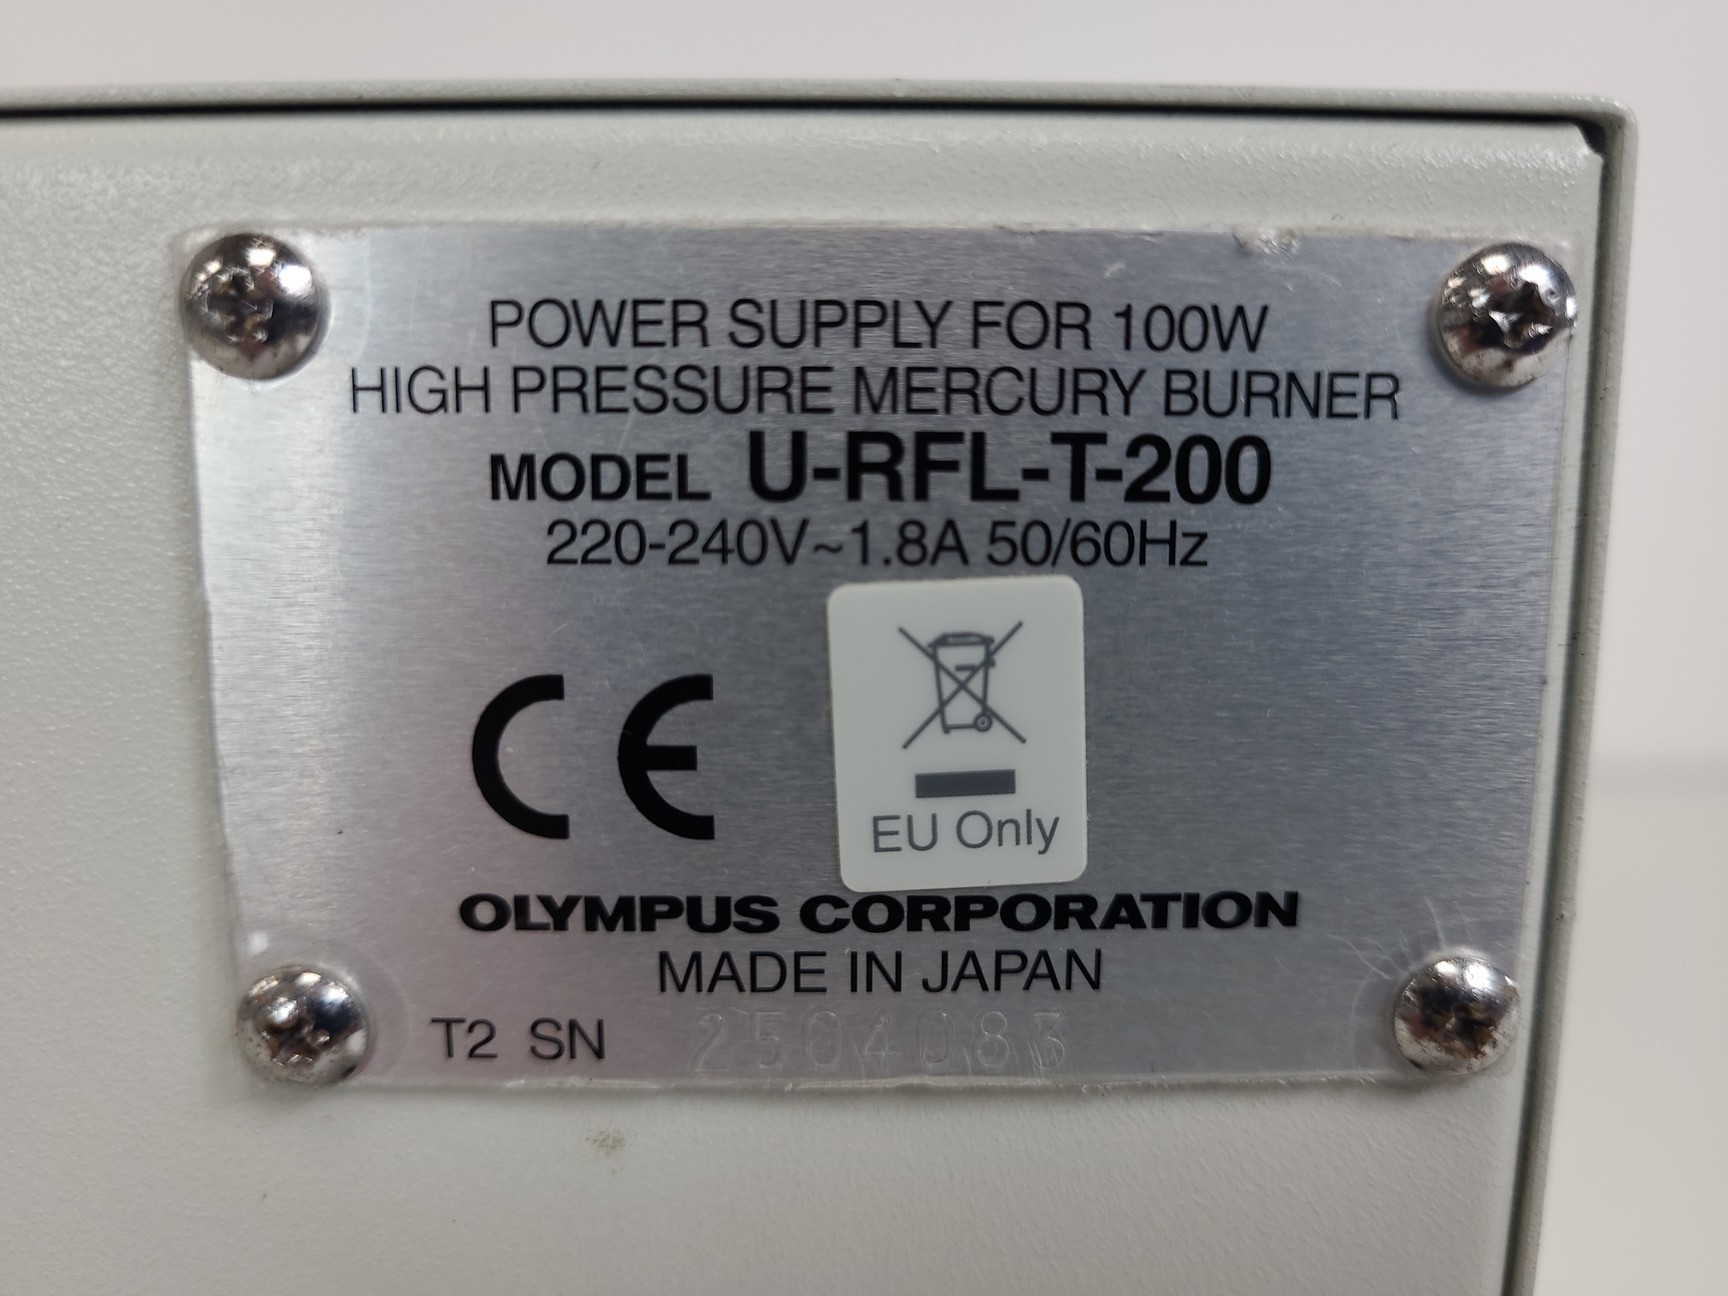 POWER SUPPLY FOR 100W
HIGH PRESSURE MERCURY BURNER
MODEL U-RFL-T-200
220-240V~1.8A 50/60Hz
CE
EU Only
OLYMPUS CORPORATION
MADE IN JAPAN
T2 SN 2504083